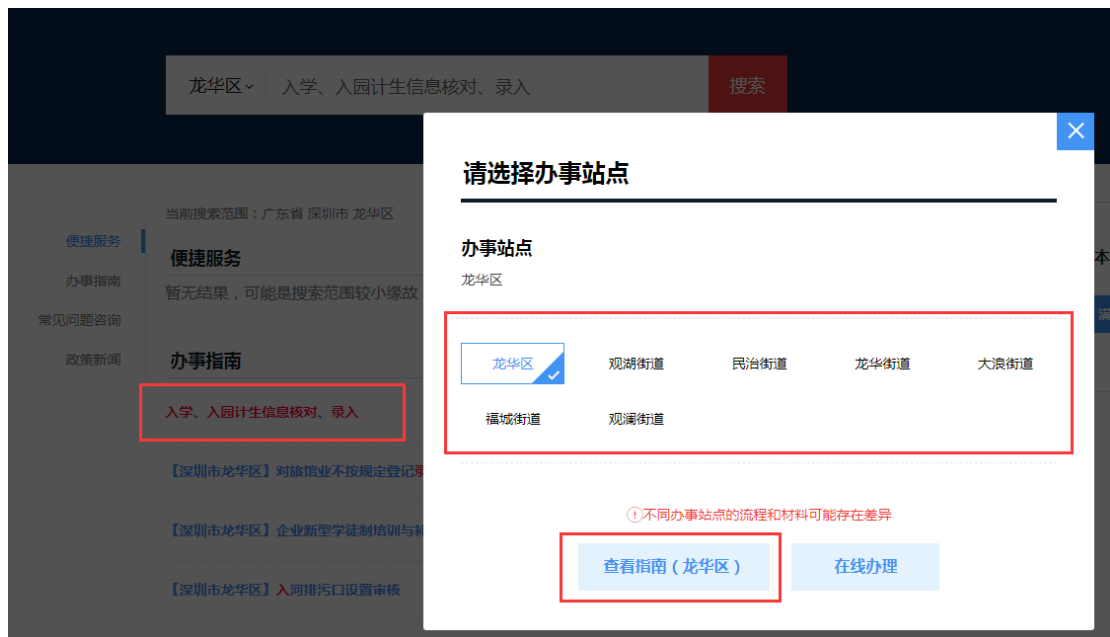 龙华区 入学、入园计生信息核对、录入 搜索
请选择办事站点
当前搜索范围：广东省 深圳市 龙华区
便捷服务
办事指南
常见问题咨询
政策新闻
便捷服务
暂无结果，可能是搜索范围较小缘故
办事指南
入学、入园计生信息核对、录入
【深圳市龙华区】对旅馆业不按规定登记录
【深圳市龙华区】企业新型学徒制培训与
【深圳市龙华区】入河排污口设置审核
办事站点
龙华区
龙华区 观湖街道 民治街道 龙华街道 大浪街道
福城街道 观澜街道
!不同办事站点的流程和材料可能存在差异
查看指南（龙华区） 在线办理
本